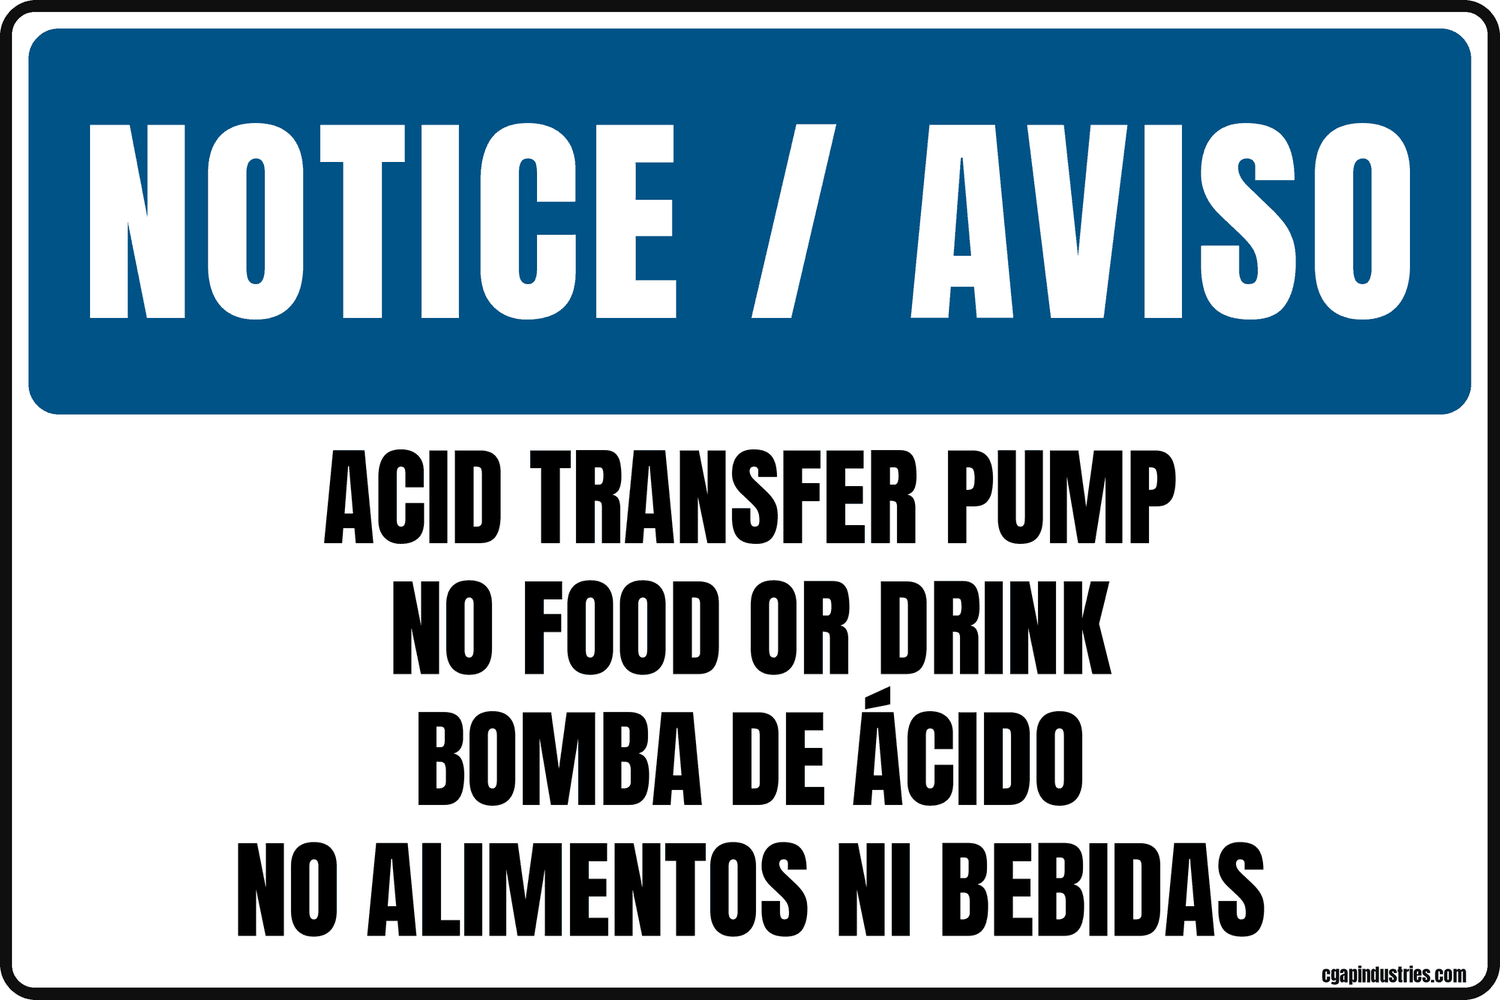 NOTICE / AVISO
ACID TRANSFER PUMP
NO FOOD OR DRINK
BOMBA DE ÁCIDO
NO ALIMENTOS NI BEBIDAS
cgapindustries.com